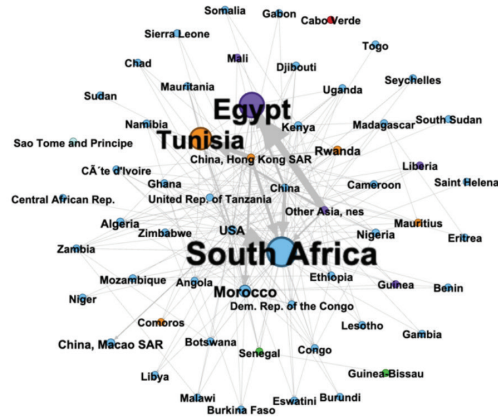 Somalia
Gabon
Cabo Verde
Sierra Leone
Togo
Mali
Chad
Djibouti
Seychelles
Mauritania
Uganda
Sudan
Egypt
South Sudan
Namibia
Kenya
Madagascar
Tunisia
Sao Tome and Principe
Rwanda
China, Hong Kong SAR
Liberia
CÃ´te d'Ivoire
Ghana
China
Cameroon
Saint Helena
Central African Rep.
United Rep. of Tanzania
Other Asia, nes
Algeria
Mauritius
Zimbabwe
USA
Nigeria
Eritrea
Zambia
South Africa
Mozambique
Angola
Ethiopia
Guinea
Benin
Niger
Morocco
Dem. Rep. of the Congo
Comoros
Lesotho
Gambia
China, Macao SAR
Botswana
Senegal
Congo
Libya
Guinea-Bissau
Malawi
Eswatini
Burundi
Burkina Faso